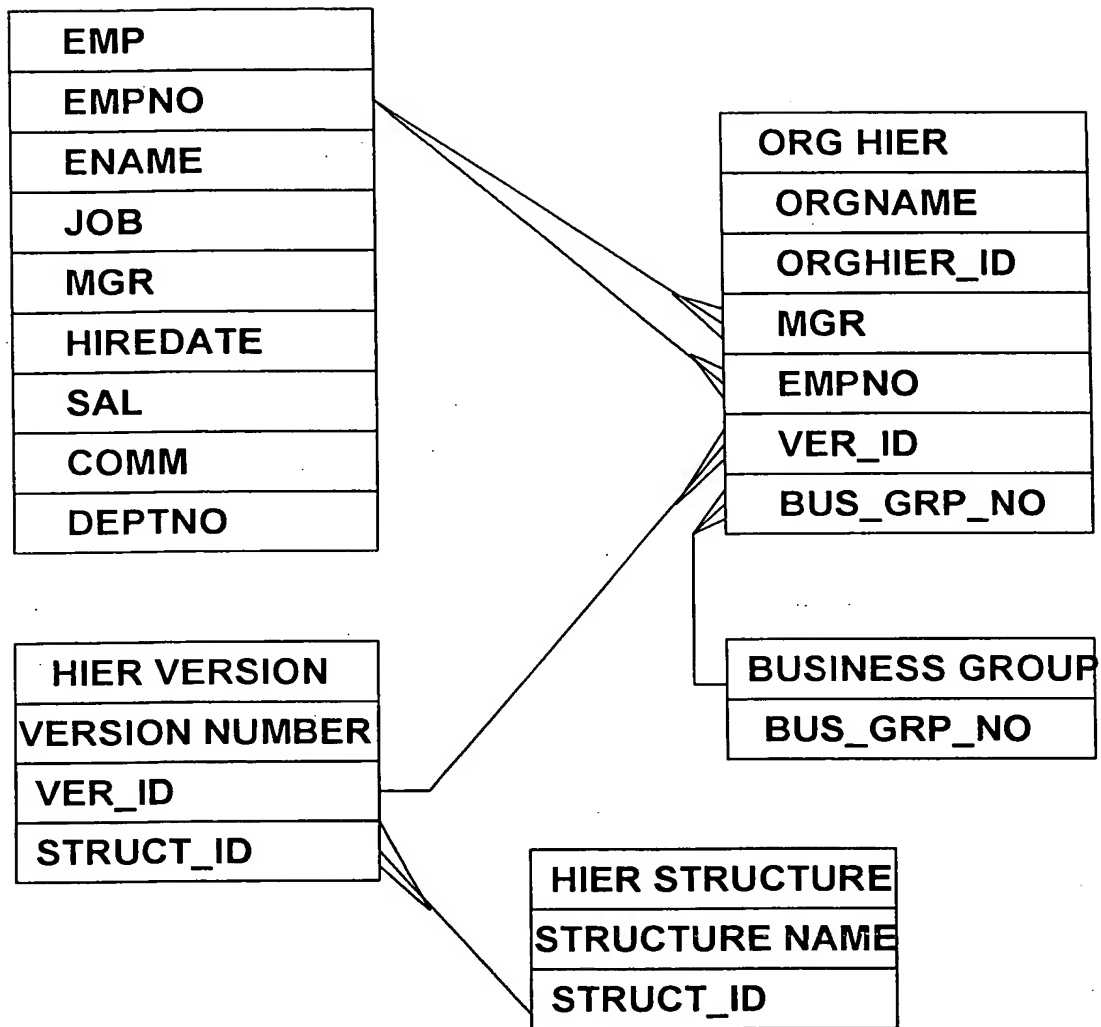 EMP
EMPNO
ENAME
JOB
MGR
HIREDATE
SAL
COMM
DEPTNO
ORG HIER
ORGNAME
ORGHIER_ID
MGR
EMPNO
VER_ID
BUS_GRP_NO
HIER VERSION
VERSION NUMBER
VER_ID
STRUCT_ID
BUSINESS GROUP
BUS_GRP_NO
HIER STRUCTURE
STRUCTURE NAME
STRUCT_ID